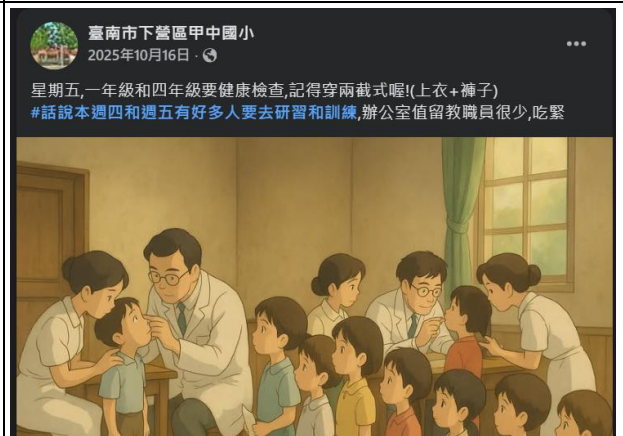 臺南市下營區甲中國小
2025年10月16日 ·
星期五,一年級和四年級要健康檢查,記得穿兩截式喔!(上衣+褲子)
#話說本週四和週五有好多人要去研習和訓練,辦公室值留教職員很少,吃緊